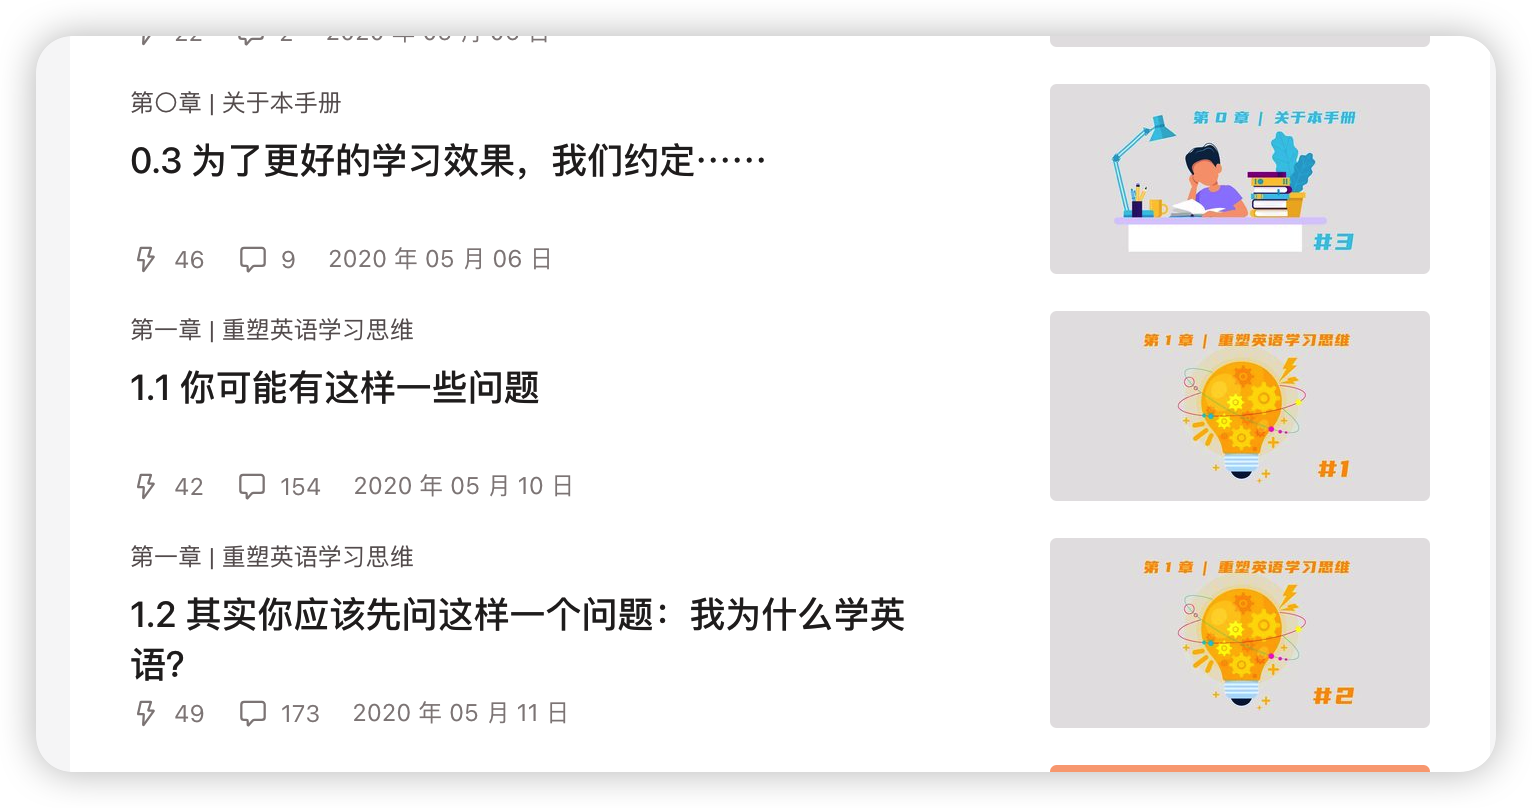 第〇章 | 关于本手册
第 0 章 | 关于本手册
0.3 为了更好的学习效果，我们约定……
#3
46 9 2020 年 05 月 06 日
第一章 | 重塑英语学习思维
第 1 章 | 重塑英语学习思维
1.1 你可能有这样一些问题
#1
42 154 2020 年 05 月 10 日
第一章 | 重塑英语学习思维
第 1 章 | 重塑英语学习思维
1.2 其实你应该先问这样一个问题：我为什么学英
语?
#2
49 173 2020 年 05 月 11 日